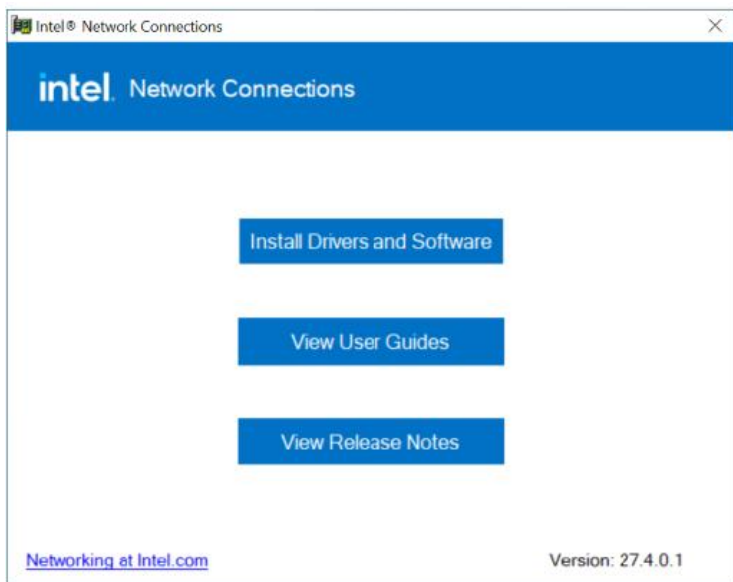 Intel® Network Connections
intel. Network Connections
Install Drivers and Software
View User Guides
View Release Notes
Networking at Intel.com
Version: 27.4.0.1